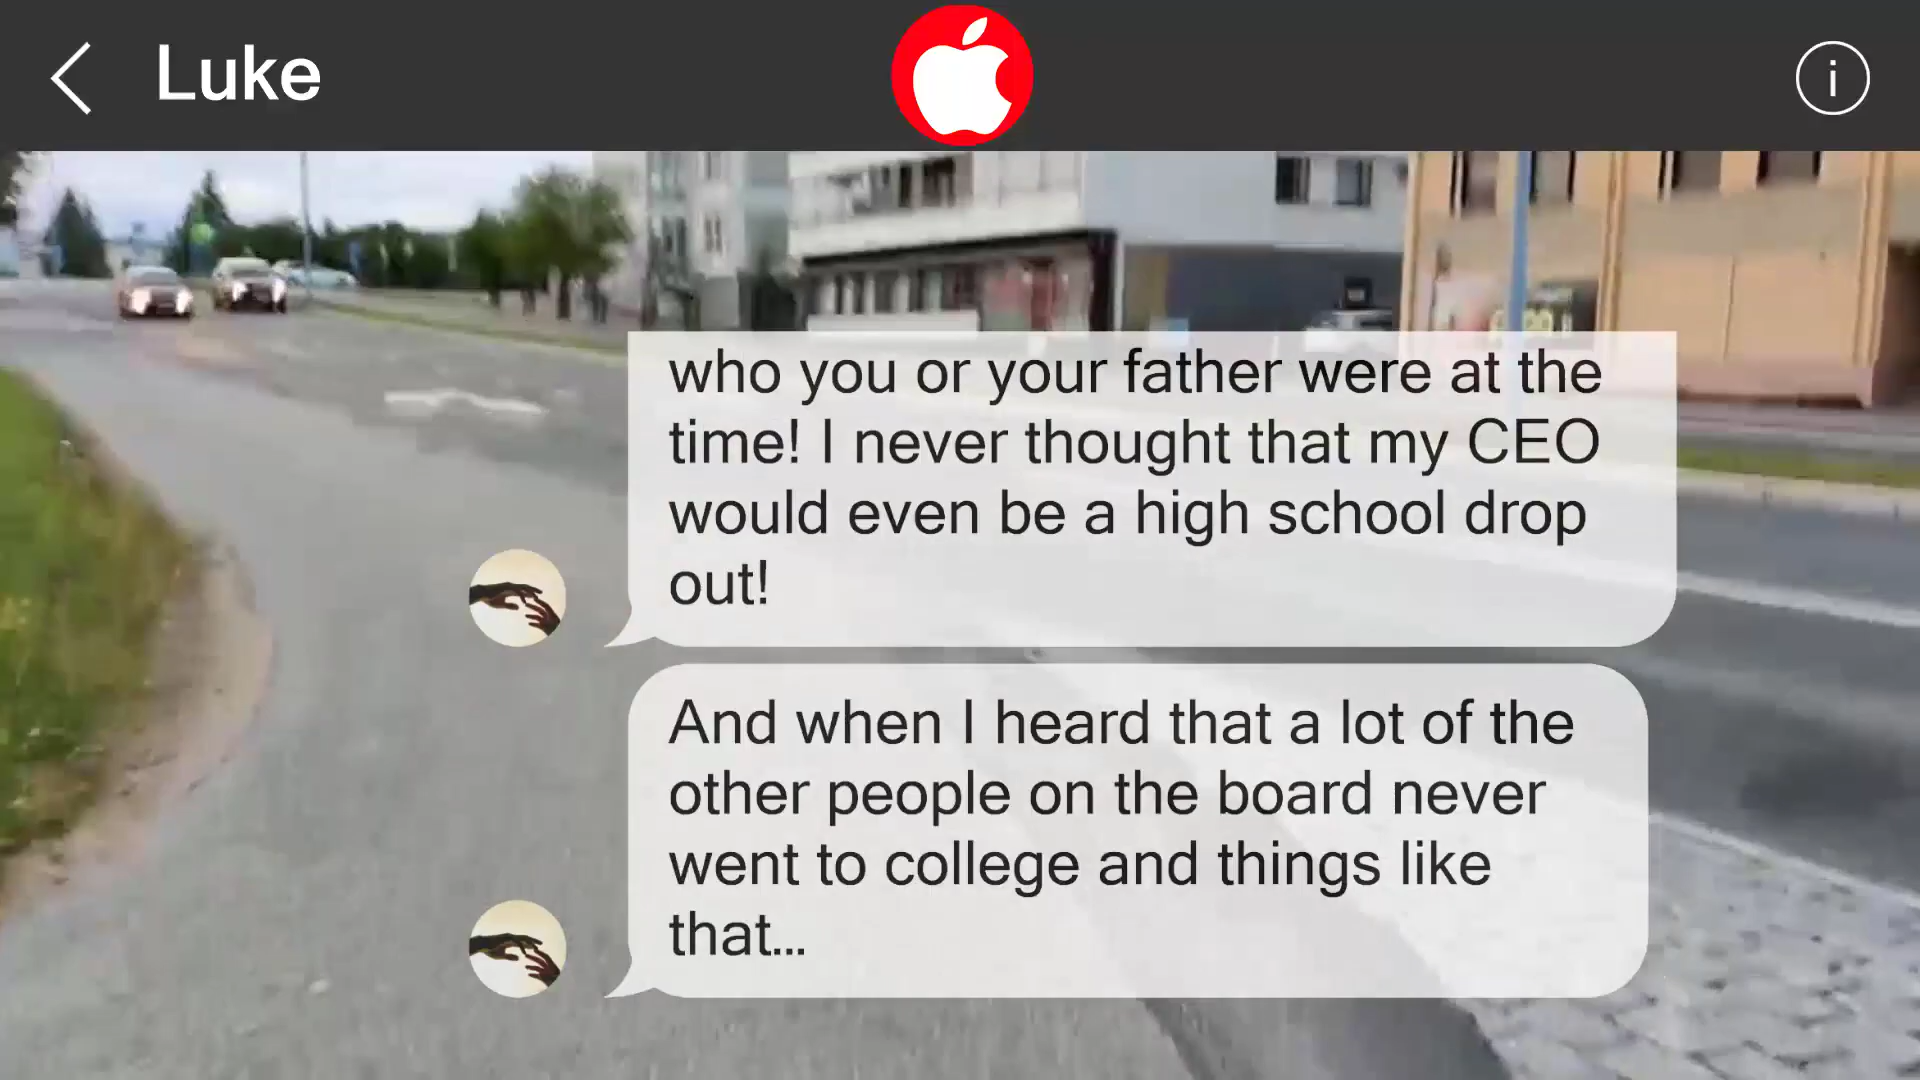 Luke
who you or your father were at the
time! I never thought that my CEO
would even be a high school drop
out!
And when I heard that a lot of the
other people on the board never
went to college and things like
that...